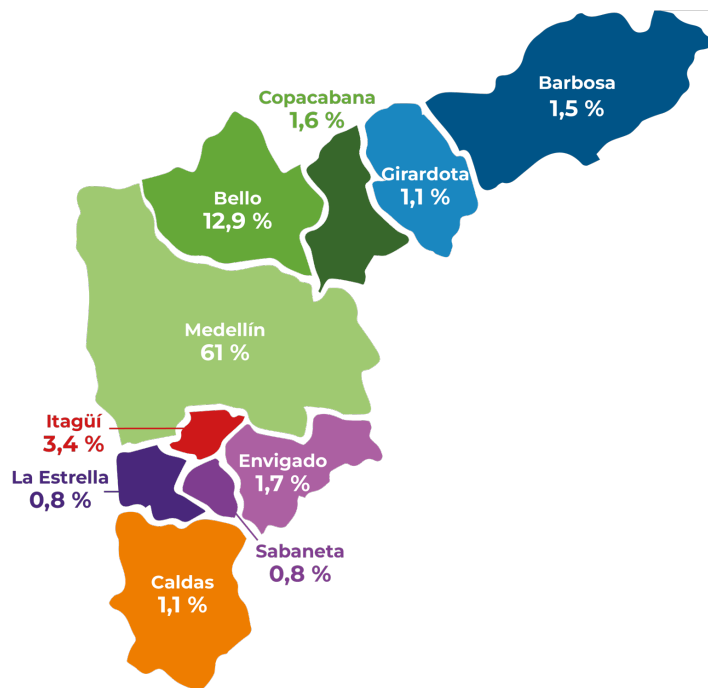 Barbosa
1,5 %
Copacabana
1,6 %
Girardota
1,1 %
Bello
12,9 %
Medellín
61 %
Itagüí
3,4 %
Envigado
1,7 %
La Estrella
0,8 %
Sabaneta
0,8 %
Caldas
1,1 %